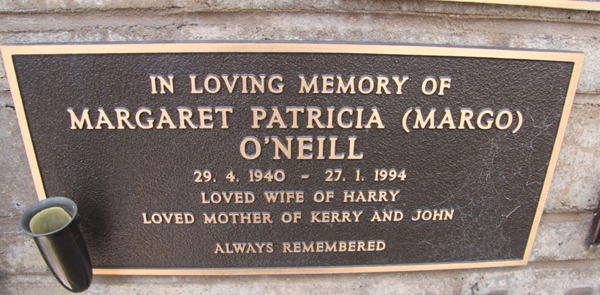 IN LOVING MEMORY OF
MARGARET PATRICIA (MARGO)
O'NEILL
29. 4. 1940 - 27. 1. 1994
LOVED WIFE OF HARRY
LOVED MOTHER OF KERRY AND JOHN
ALWAYS REMEMBERED